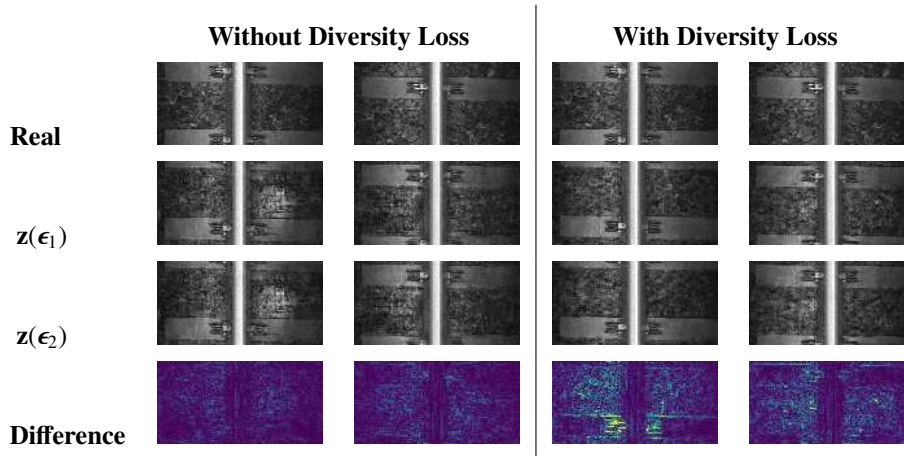 Without Diversity Loss
With Diversity Loss
Real
z(ϵ₁)
z(ϵ₂)
Difference